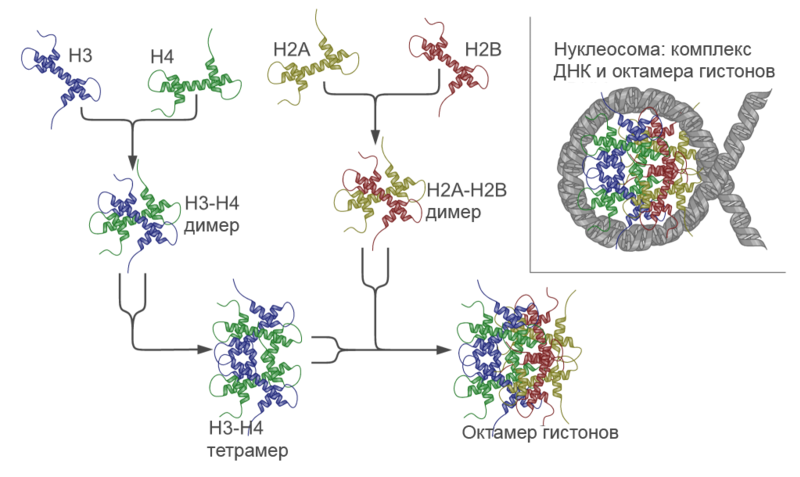 H3
H4
H2A
H2B
Нуклеосома: комплекс
ДНК и октамера гистонов
H3-H4
димер
H2A-H2B
димер
H3-H4
тетрамер
Октамер гистонов